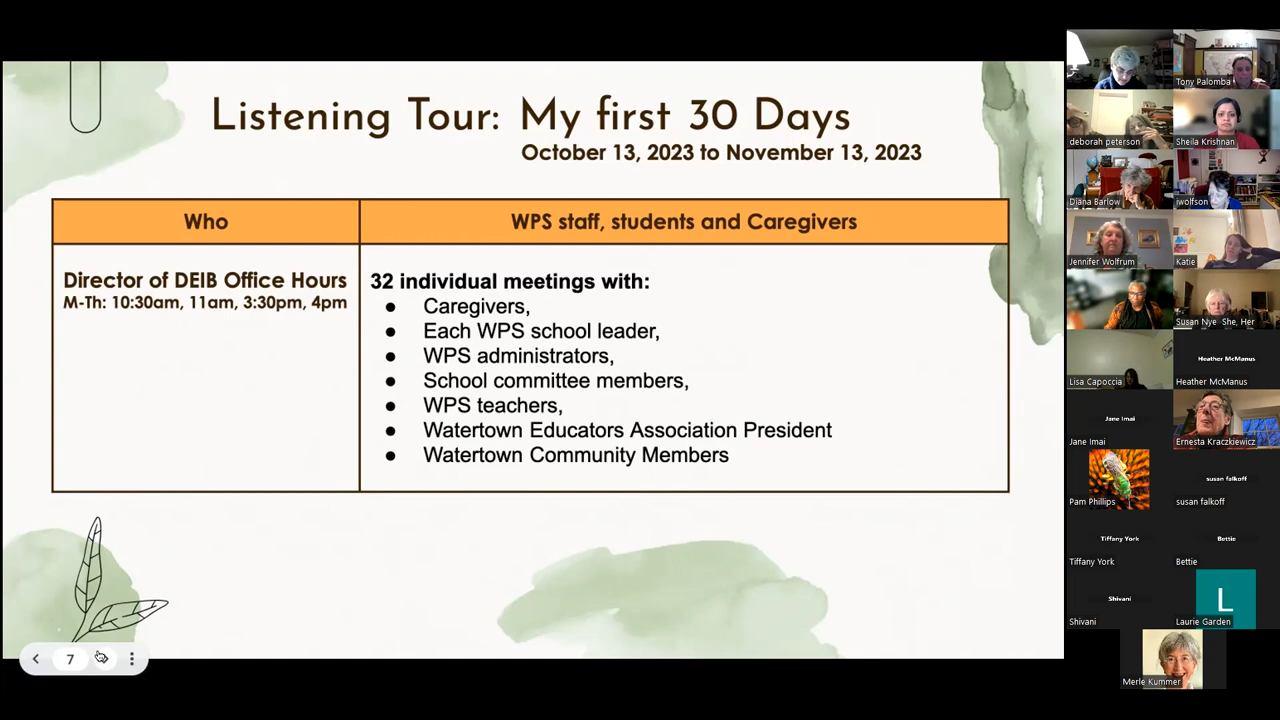 Listening Tour: My first 30 Days
October 13, 2023 to November 13, 2023
Who
WPS staff, students and Caregivers
Director of DEIB Office Hours
M-Th: 10:30am, 11am, 3:30pm, 4pm
32 individual meetings with:
● Caregivers,
● Each WPS school leader,
● WPS administrators,
● School committee members,
● WPS teachers,
● Watertown Educators Association President
● Watertown Community Members
7
Tony Palomba
deborah peterson
Sheila Krishnan
Diana Barlow
iwolfson
Jennifer Wolfrum
Katie
Susan Nye She, Her
Lisa Capoccia
Heather McManus
Heather McManus
Jane Imai
Jane Imai
Ernesta Kraczkiewicz
Pam Phillips
susan falkoff
susan falkoff
Tiffany York
Tiffany York
Bettie
Bettie
Shivani
Shivani
L
Laurie Garden
Merle Kummer